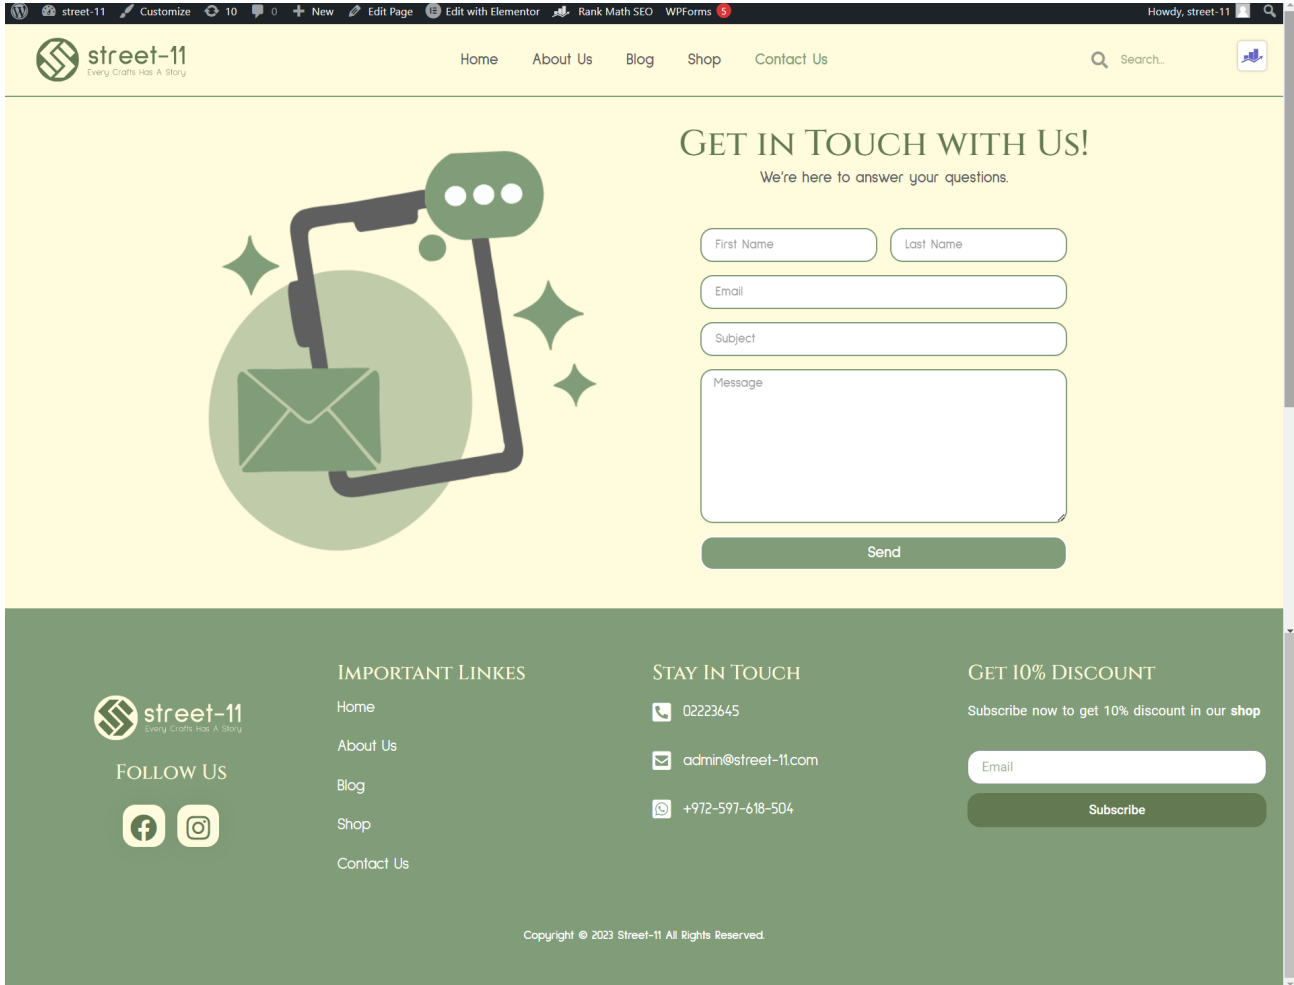 street-11 Customize 10 0 New Edit Page Edit with Elementor Rank Math SEO WPForms 5 Howdy, street-11
street-11
Every Crafts Has A Story
Home About Us Blog Shop Contact Us
Search...
Get in Touch with Us!
We're here to answer your questions.
First Name Last Name
Email
Subject
Message
Send
street-11
Every Crafts Has A Story
Follow Us
Important Linkes
Home
About Us
Blog
Shop
Contact Us
Stay In Touch
02223645
admin@street-11.com
+972-597-618-504
Get 10% Discount
Subscribe now to get 10% discount in our shop
Email
Subscribe
Copyright © 2023 Street-11 All Rights Reserved.